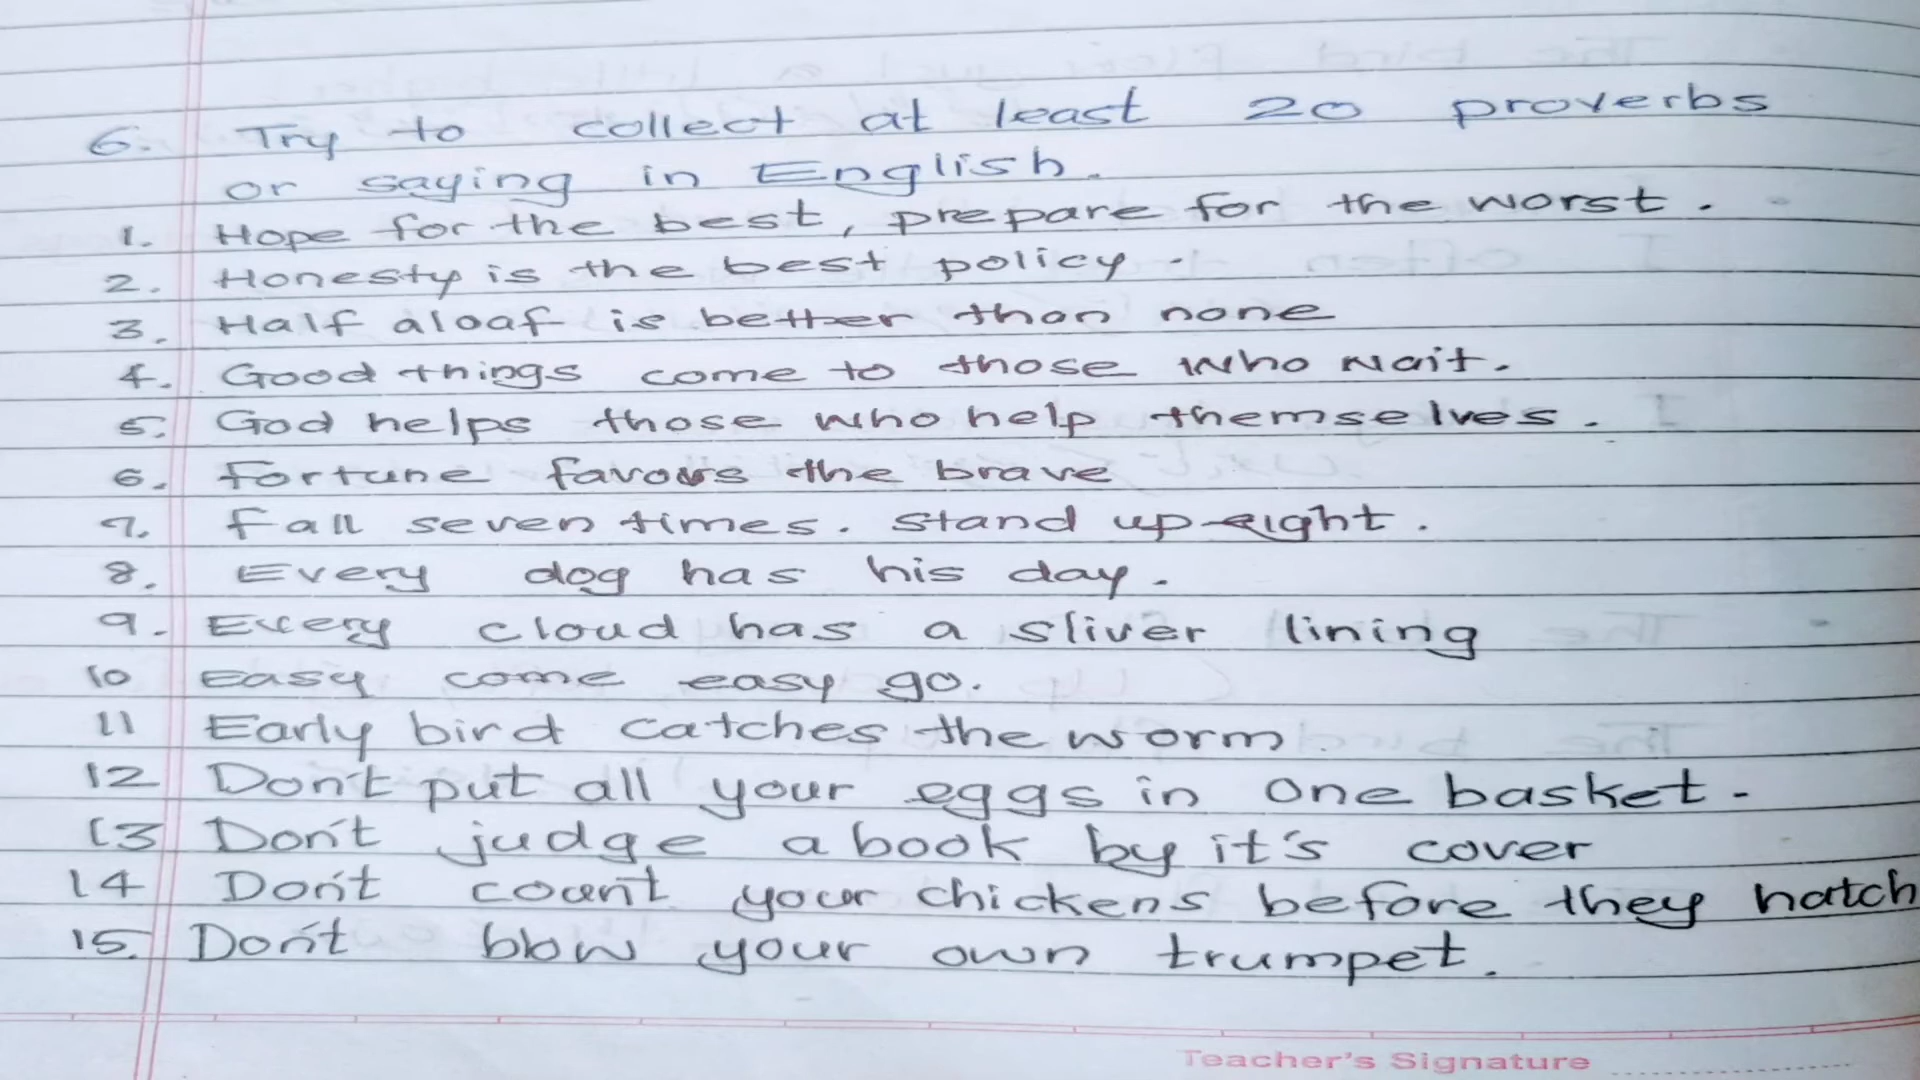 6. Try to collect at least 20 proverbs
or saying in English.
1. Hope for the best, prepare for the worst.
2. Honesty is the best policy.
3. Half aloaf is better than none
4. Good things come to those who wait.
5. God helps those who help themselves.
6. Fortune favours the brave
7. Fall seven times. Stand up eight.
8. Every dog has his day.
9. Every cloud has a sliver lining
10 Easy come easy go.
11 Early bird catches the worm.
12 Don't put all your eggs in one basket.
13 Don't judge a book by it's cover
14 Don't count your chickens before they hatch
15. Don't blow your own trumpet.
Teacher's Signature